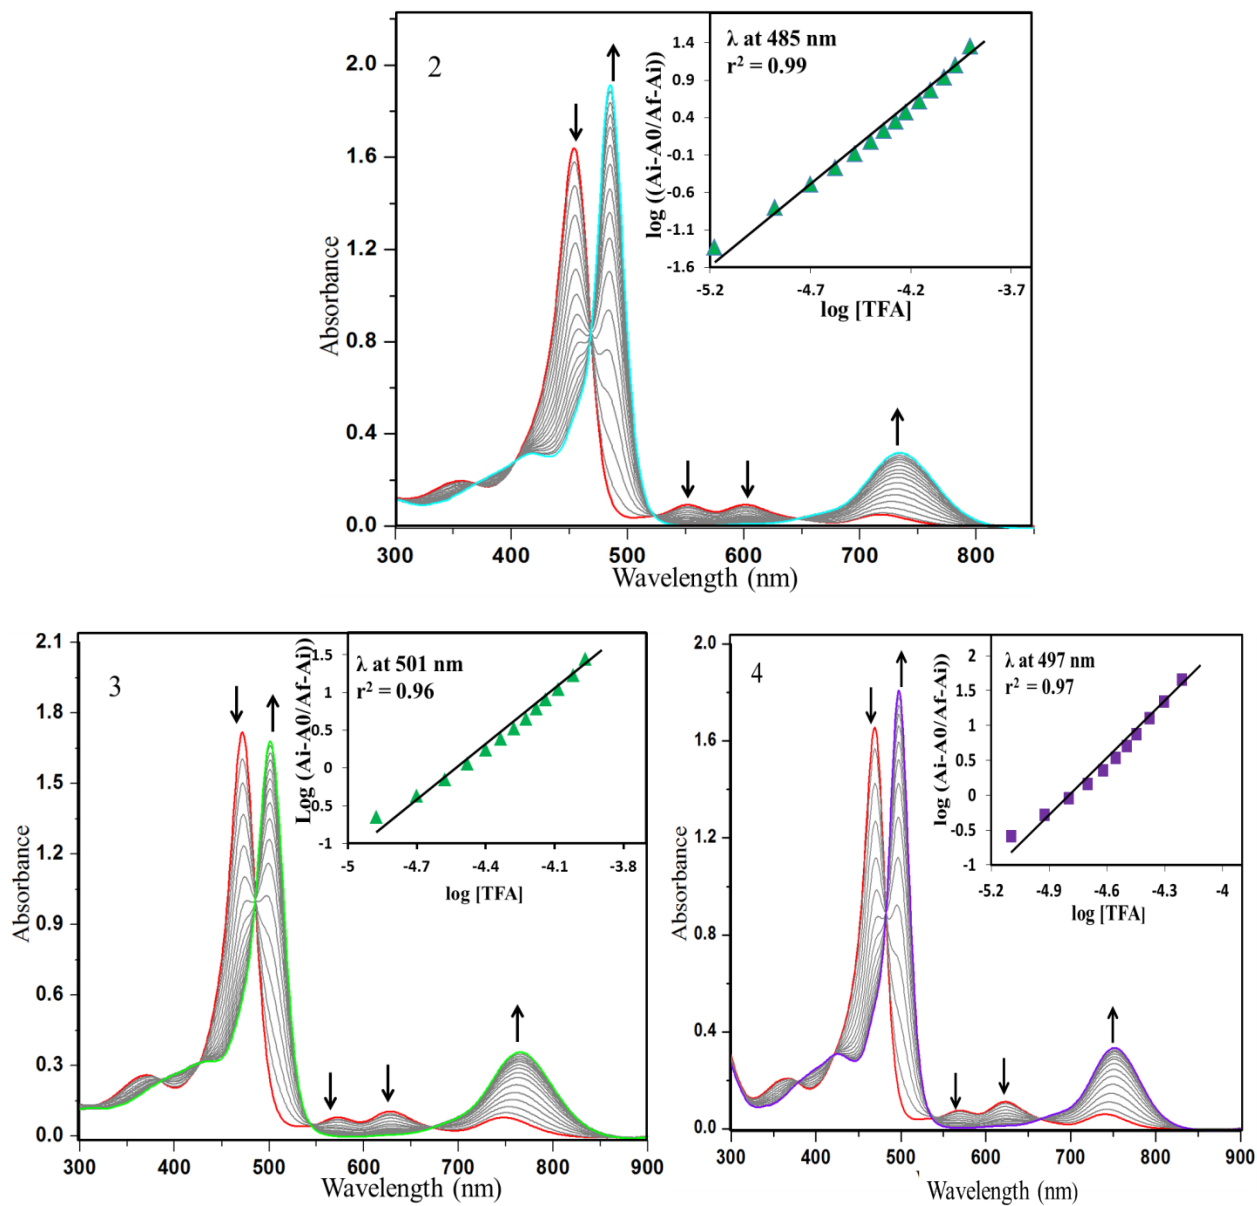 2
λ at 485 nm
r² = 0.99
log ((Ai-A0/Af-Ai))
1.4
0.9
0.4
-0.1
-0.6
-1.1
-1.6
-5.2 -4.7 -4.2 -3.7
log [TFA]
Absorbance
2.0
1.6
1.2
0.8
0.4
0.0
300 400 500 600 700 800
Wavelength (nm)
3
λ at 501 nm
r² = 0.96
Log (Ai-A0/Af-Ai))
1.5
1
0.5
0
-0.5
-1
-5 -4.7 -4.4 -4.1 -3.8
log [TFA]
Absorbance
2.1
1.8
1.5
1.2
0.9
0.6
0.3
0.0
300 400 500 600 700 800 900
Wavelength (nm)
4
λ at 497 nm
r² = 0.97
log (Ai-A0/Af-Ai))
2
1.5
1
0.5
0
-0.5
-1
-5.2 -4.9 -4.6 -4.3 -4
log [TFA]
Absorbance
2.0
1.6
1.2
0.8
0.4
0.0
300 400 500 600 700 800 900
Wavelength (nm)